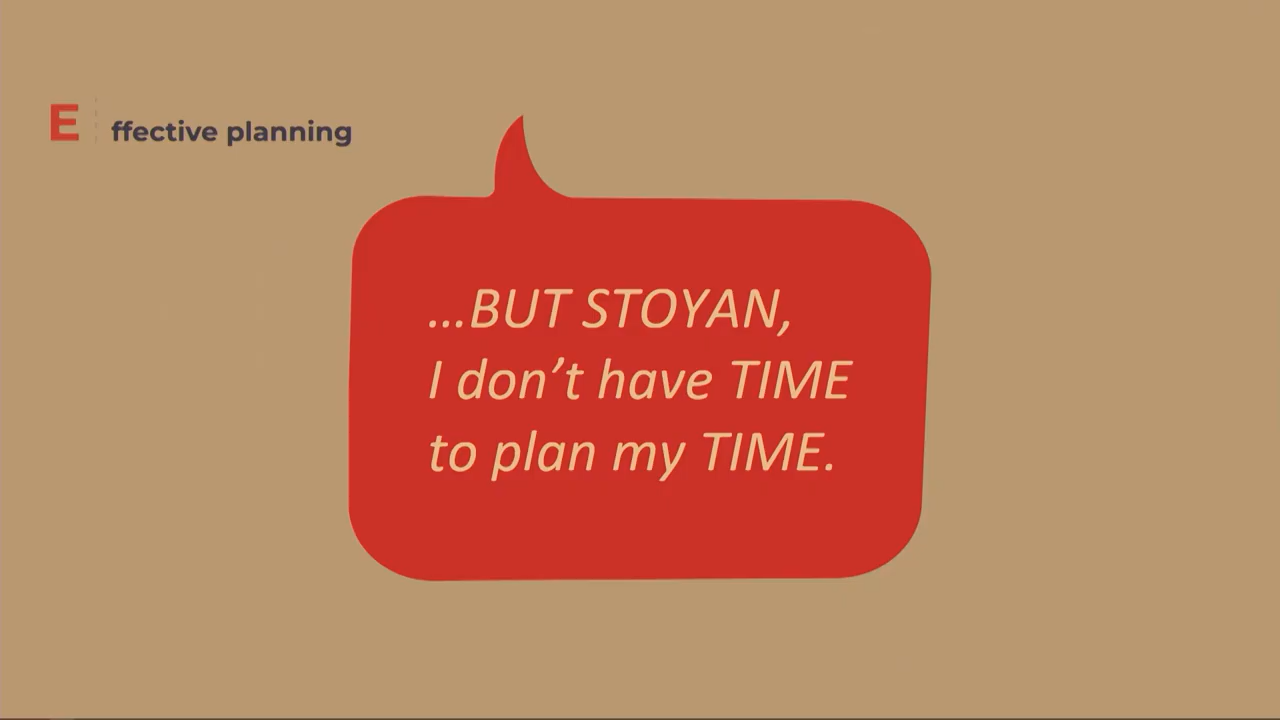 E ffective planning
...BUT STOYAN,
I don’t have TIME
to plan my TIME.